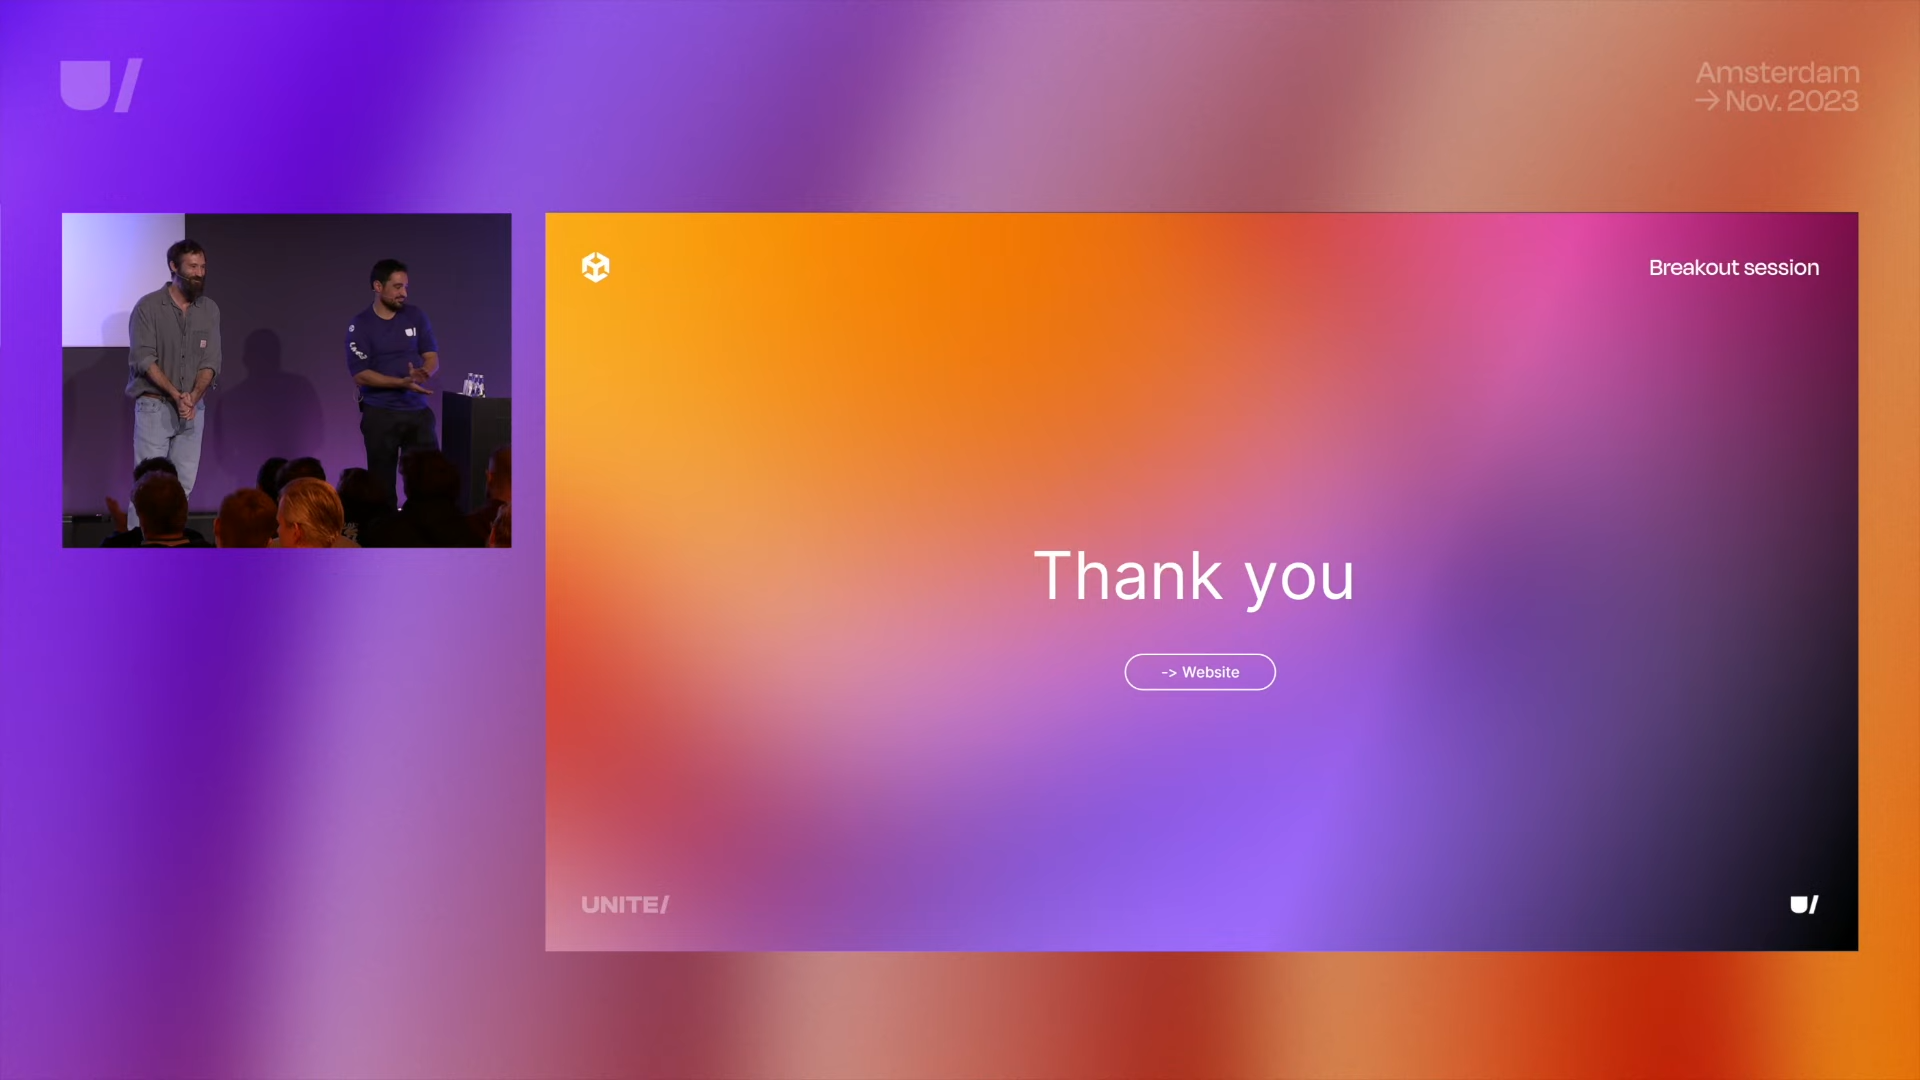 Amsterdam
→ Nov. 2023
Breakout session
Thank you
-> Website
UNITE/